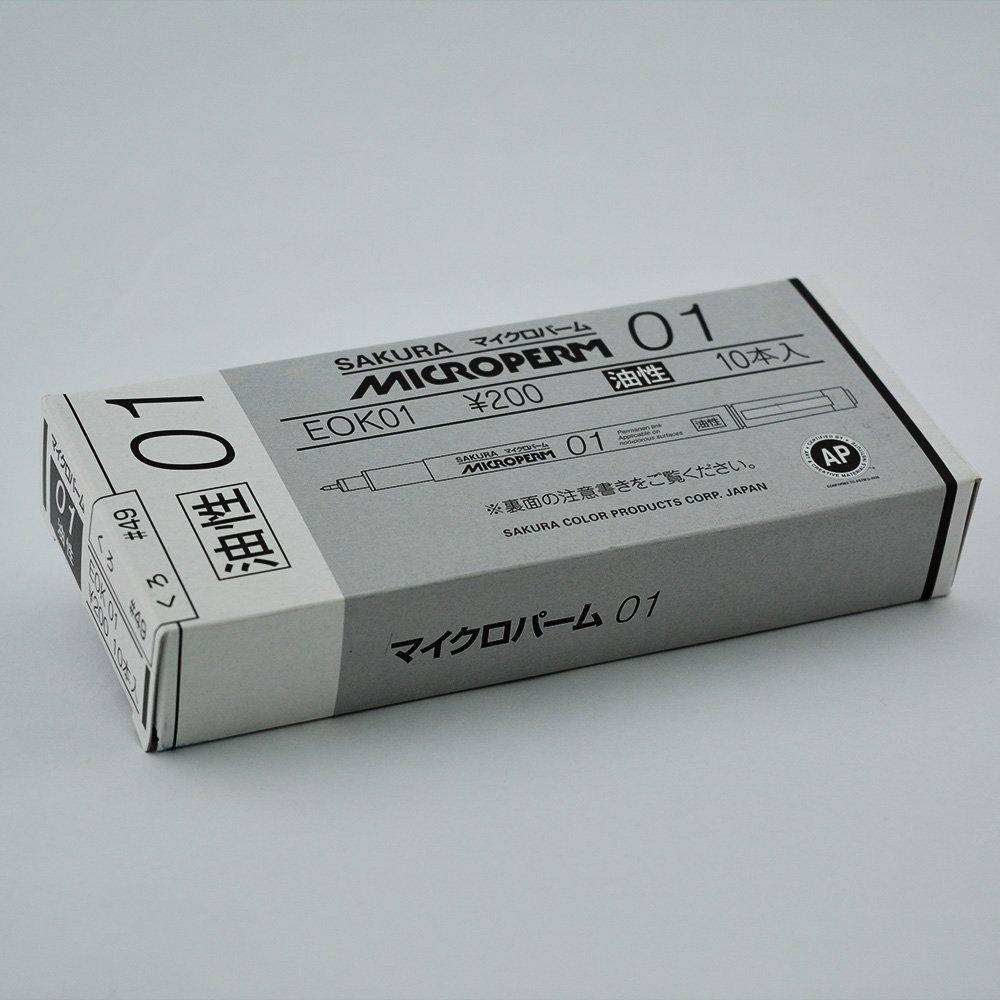 SAKURA マイクロパーム
MICROPERM 01
EOK01 ¥200 油性 10本入
SAKURA マイクロパーム
MICROPERM 01
Permanent ink
Applicable on
non-porous surfaces
油性
※裏面の注意書きをご覧ください。
SAKURA COLOR PRODUCTS CORP. JAPAN
AP
マイクロパーム 01
01
油性
#49
くろ
マイクロパーム
01
油性
#49
EOK 01
¥200 10本入